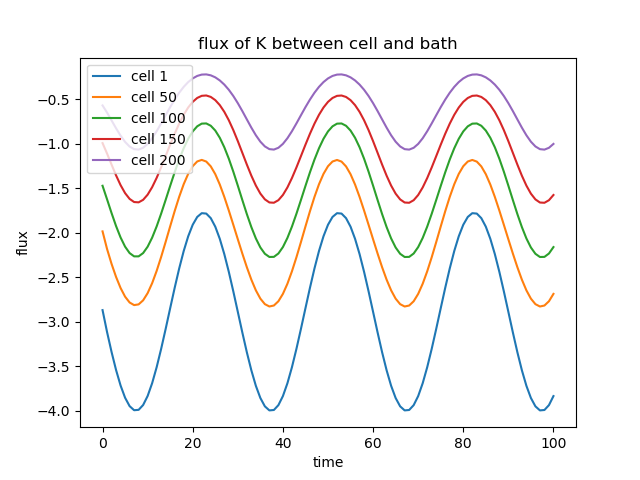 flux of K between cell and bath
cell 1
cell 50
cell 100
cell 150
cell 200
−0.5
−1.0
−1.5
−2.0
−2.5
−3.0
−3.5
−4.0
flux
0 20 40 60 80 100
time